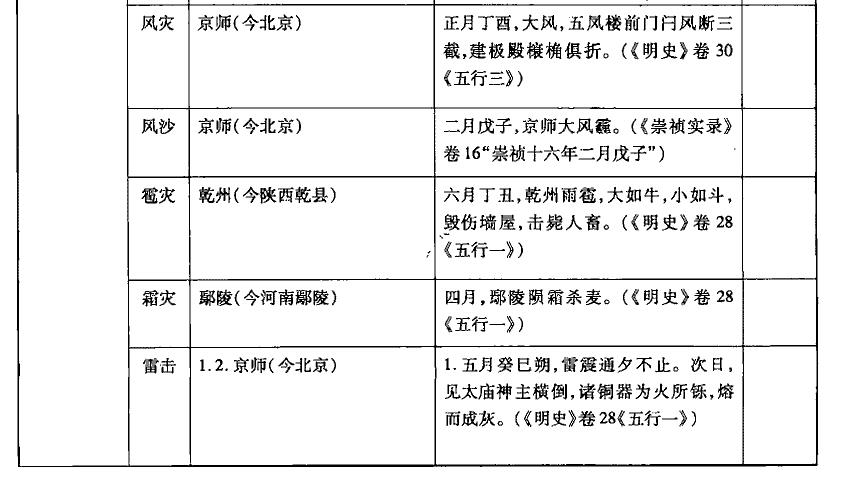 风灾 京师(今北京) 正月丁酉,大风,五凤楼前门闩风断三
截,建极殿榱桷俱折。(《明史》卷 30
《五行三》)
风沙 京师(今北京) 二月戊子,京师大风霾。(《崇祯实录》
卷16“崇祯十六年二月戊子”)
雹灾 乾州(今陕西乾县) 六月丁丑,乾州雨雹,大如牛,小如斗,
毁伤墙屋,击毙人畜。(《明史》卷 28
《五行一》)
霜灾 鄢陵(今河南鄢陵) 四月,鄢陵陨霜杀麦。(《明史》卷 28
《五行一》)
雷击 1.2.京师(今北京) 1.五月癸巳朔,雷震通夕不止。次日,
见太庙神主横倒,诸铜器为火所铄,熔
而成灰。(《明史》卷28《五行一》)